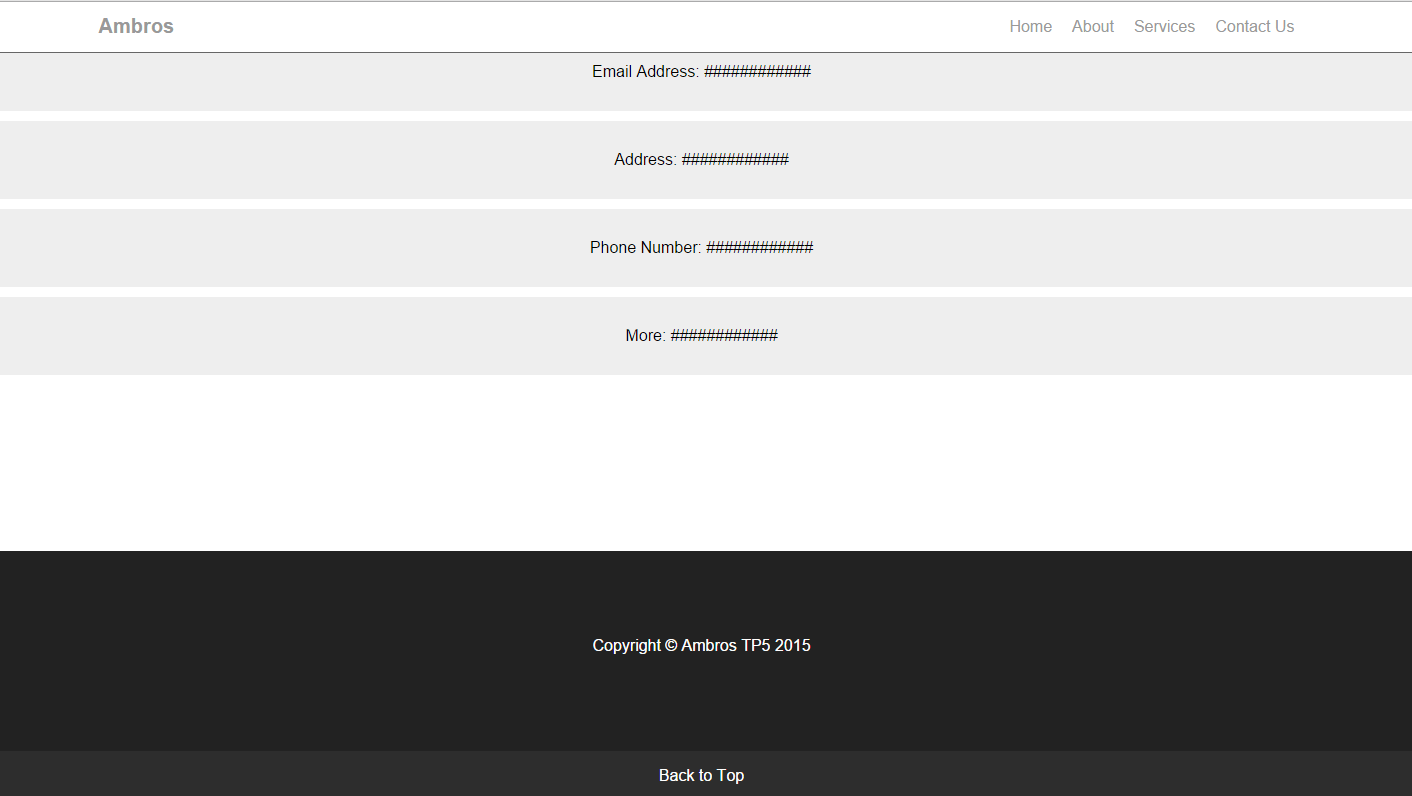 Ambros Home About Services Contact Us
Email Address: ############
Address: ############
Phone Number: ############
More: ############
Copyright © Ambros TP5 2015
Back to Top